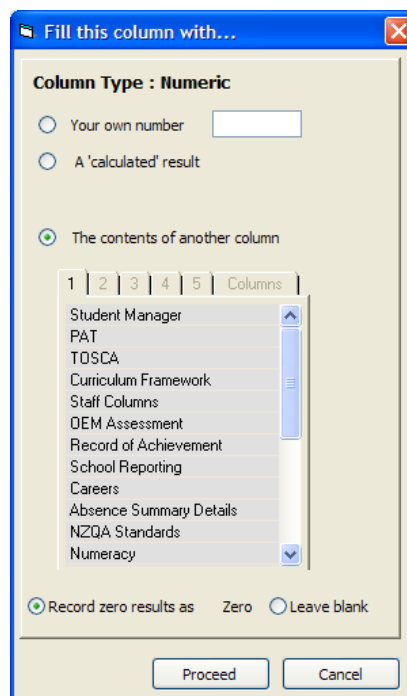 Fill this column with...
Column Type : Numeric
Your own number
A 'calculated' result
The contents of another column
1 2 3 4 5 Columns
Student Manager
PAT
TOSCA
Curriculum Framework
Staff Columns
OEM Assessment
Record of Achievement
School Reporting
Careers
Absence Summary Details
NZQA Standards
Numeracy
Record zero results as Zero Leave blank
Proceed Cancel